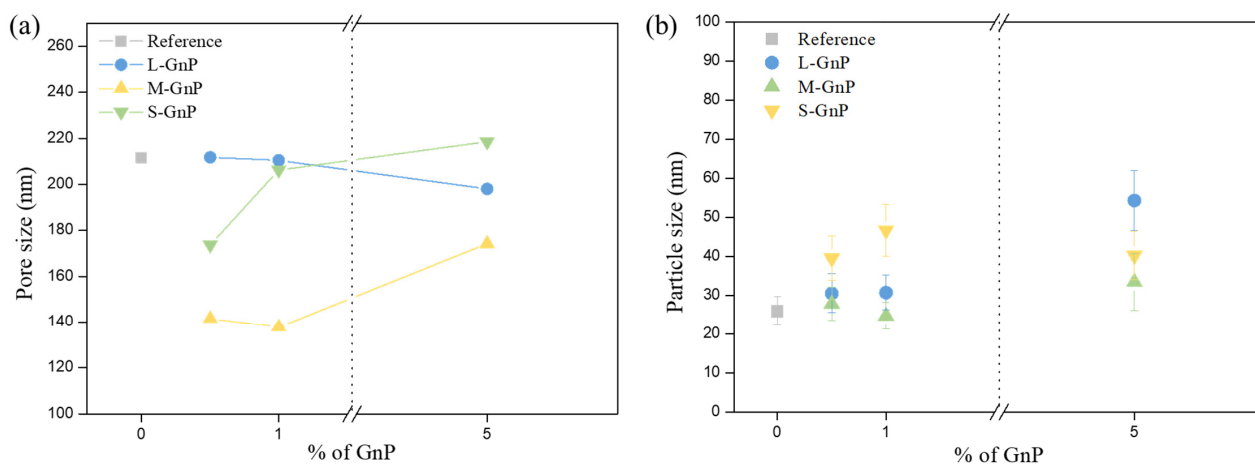 (a)
Reference
L-GnP
M-GnP
S-GnP
260
240
220
200
180
160
140
120
100
Pore size (nm)
0
1
5
% of GnP
(b)
Reference
L-GnP
M-GnP
S-GnP
100
90
80
70
60
50
40
30
20
10
0
Particle size (nm)
0
1
5
% of GnP